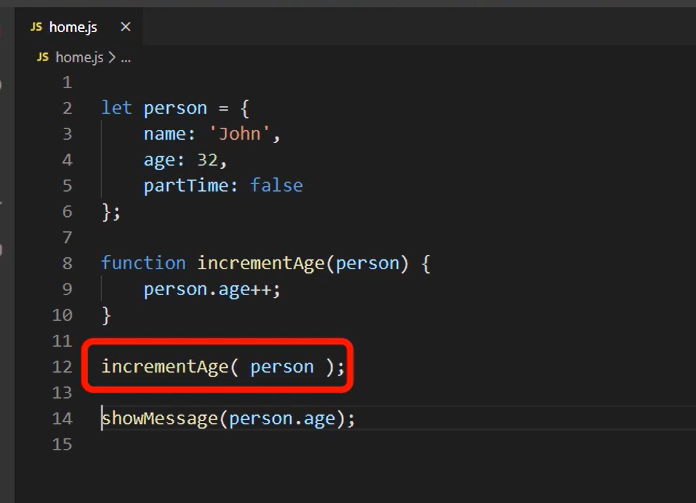 JS home.js ×
JS home.js > ...
1
2 let person = {
3     name: 'John',
4     age: 32,
5     partTime: false
6 };
7
8 function incrementAge(person) {
9     person.age++;
10 }
11
12 incrementAge( person );
13
14 showMessage(person.age);
15